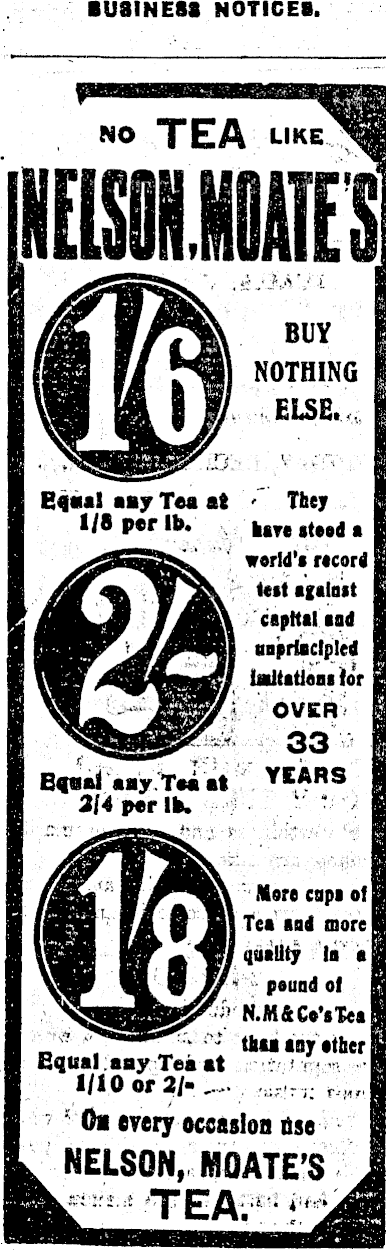 BUSINESS NOTICES.
NO TEA LIKE
NELSON, MOATE'S
1/6
Equal any Tea at
1/8 per lb.
2/-
Equal any Tea at
2/4 per lb.
1/8
Equal any Tea at
1/10 or 2/-
BUY
NOTHING
ELSE.
They
have stood a
world's record
test against
capital and
unprincipled
imitations for
OVER
33
YEARS
More cups of
Tea and more
quality in a
pound of
N.M & Co's Tea
than any other
On every occasion use
NELSON, MOATE'S
TEA.